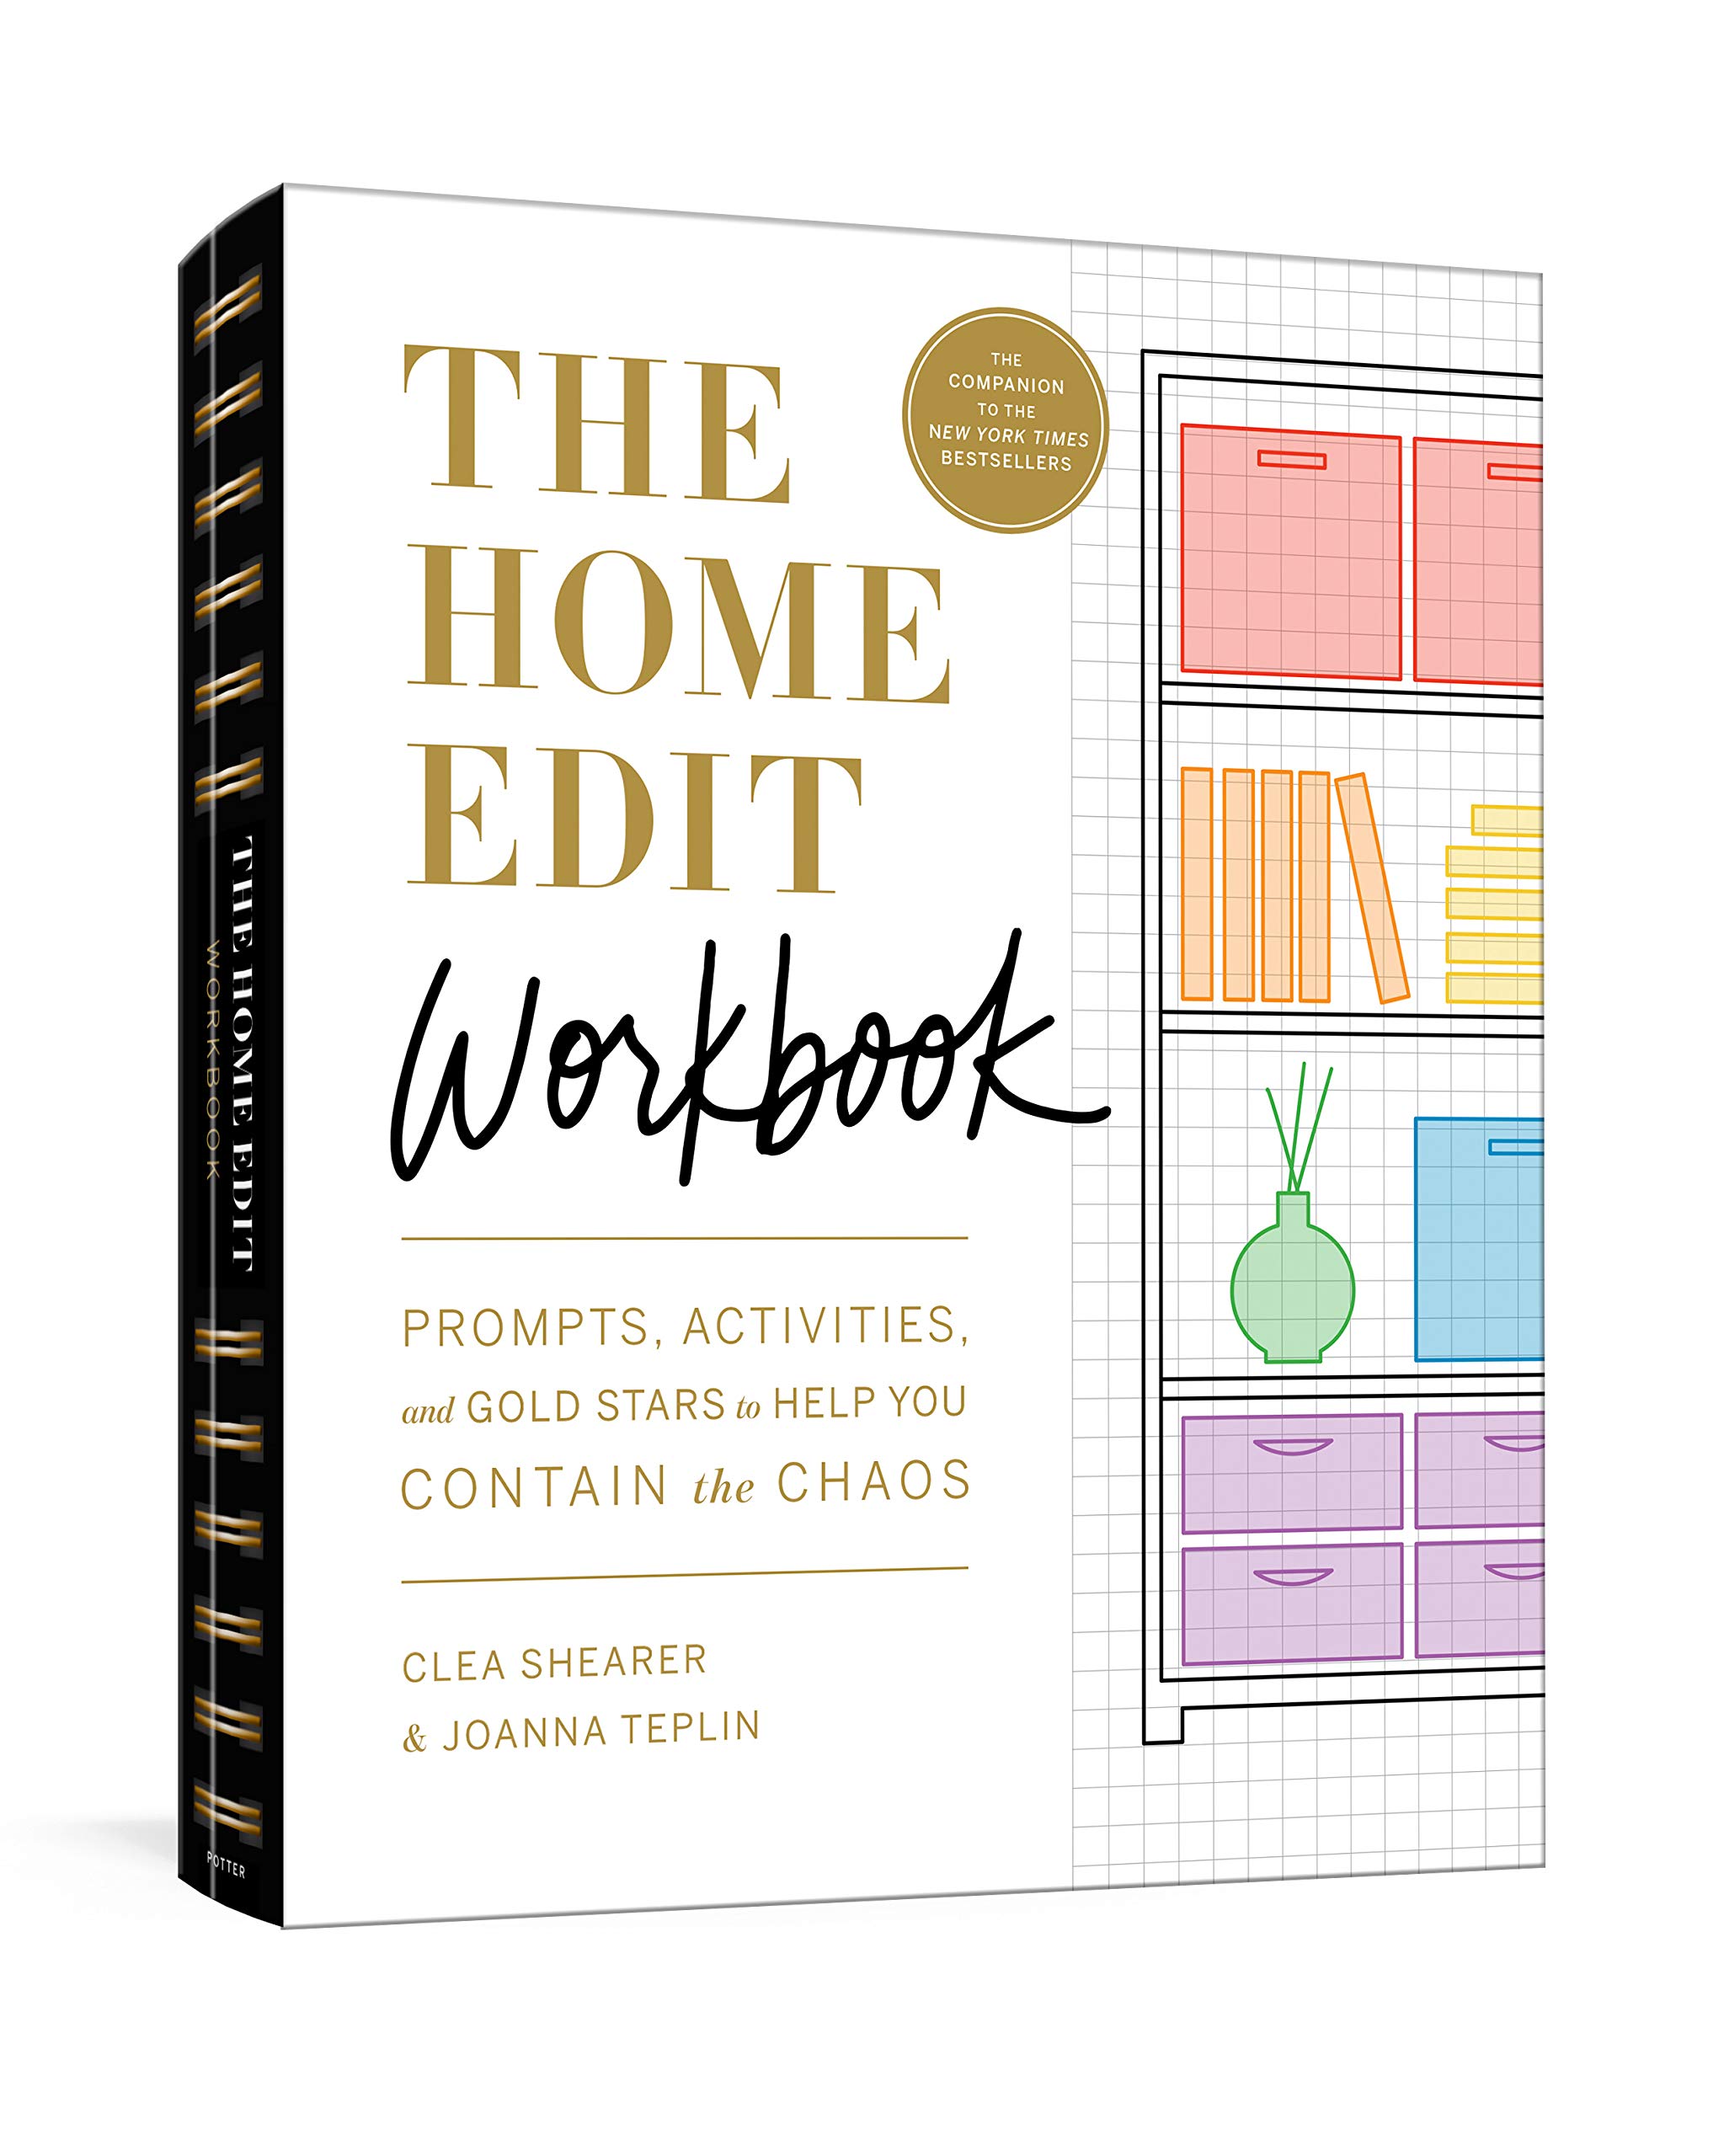 THE
HOME
EDIT
Workbook
THE
COMPANION
TO THE
NEW YORK TIMES
BESTSELLERS
PROMPTS, ACTIVITIES,
and GOLD STARS to HELP YOU
CONTAIN the CHAOS
CLEA SHEARER
& JOANNA TEPLIN
THE HOME EDIT
WORKBOOK
POTTER